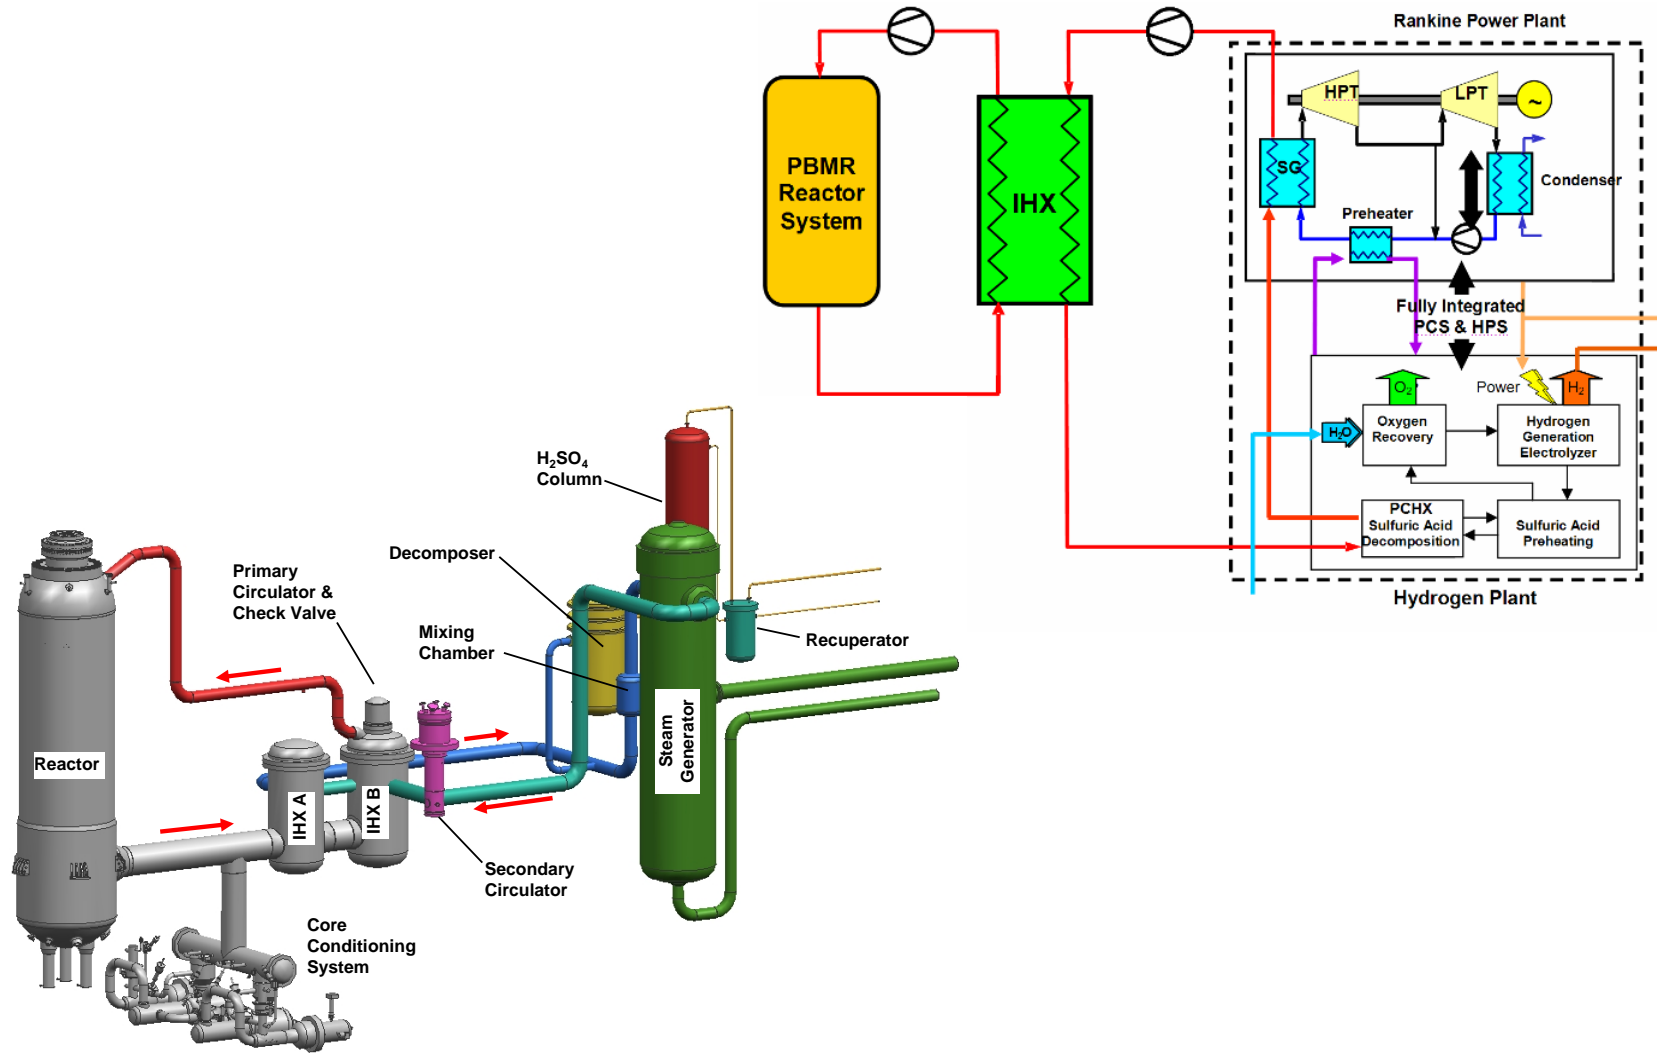 Rankine Power Plant
HPT
LPT
~
PBMR
Reactor
System
IHX
SG
Condenser
Preheater
Fully Integrated
PCS & HPS
O2
Power
H2
H2O
Oxygen
Recovery
Hydrogen
Generation
Electrolyzer
PCHX
Sulfuric Acid
Decomposition
Sulfuric Acid
Preheating
Hydrogen Plant
H2SO4
Column
Decomposer
Primary
Circulator &
Check Valve
Mixing
Chamber
Recuperator
Reactor
Steam
Generator
IHX A
IHX B
Secondary
Circulator
Core
Conditioning
System